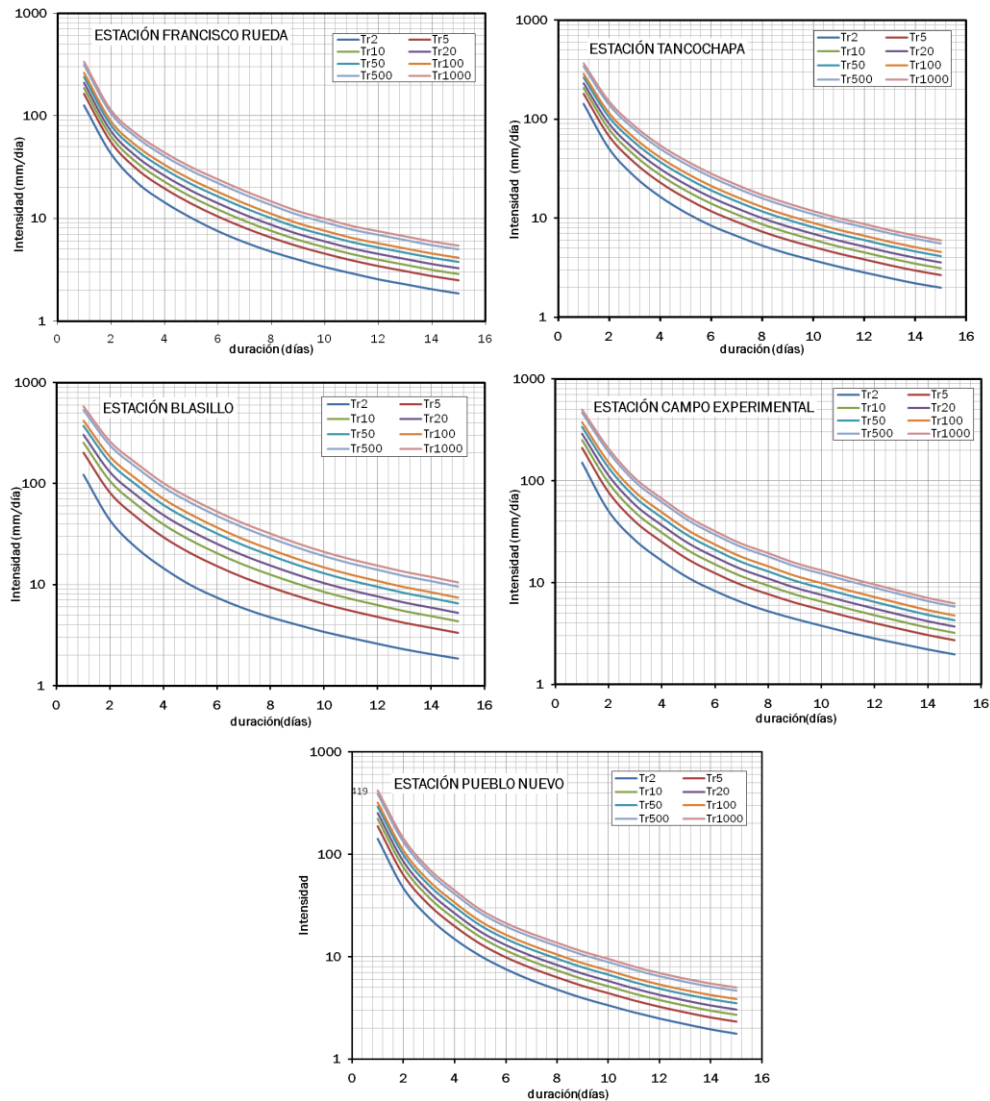 ESTACIÓN FRANCISCO RUEDA
Tr2 Tr5
Tr10 Tr20
Tr50 Tr100
Tr500 Tr1000
1000
100
10
1
Intensidad (mm/día)
0 2 4 6 8 10 12 14 16
duración(días)
ESTACIÓN TANCOCHAPA
Tr2 Tr5
Tr10 Tr20
Tr50 Tr100
Tr500 Tr1000
1000
100
10
1
Intensidad (mm/día)
0 2 4 6 8 10 12 14 16
duración(días)
ESTACIÓN BLASILLO
Tr2 Tr5
Tr10 Tr20
Tr50 Tr100
Tr500 Tr1000
1000
100
10
1
Intensidad (mm/día)
0 2 4 6 8 10 12 14 16
duración(días)
ESTACIÓN CAMPO EXPERIMENTAL
Tr2 Tr5
Tr10 Tr20
Tr50 Tr100
Tr500 Tr1000
1000
100
10
1
Intensidad (mm/día)
0 2 4 6 8 10 12 14 16
duración(días)
ESTACIÓN PUEBLO NUEVO
Tr2 Tr5
Tr10 Tr20
Tr50 Tr100
Tr500 Tr1000
1000
419
100
10
1
Intensidad
0 2 4 6 8 10 12 14 16
duración(días)